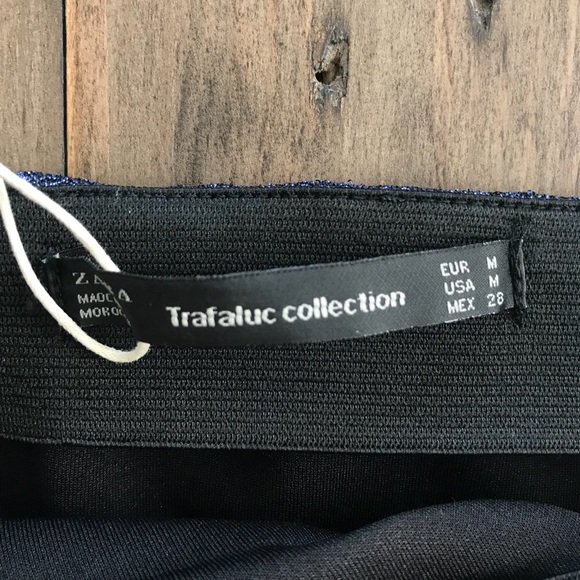 Trafaluc collection
EUR M
USA M
MEX 28